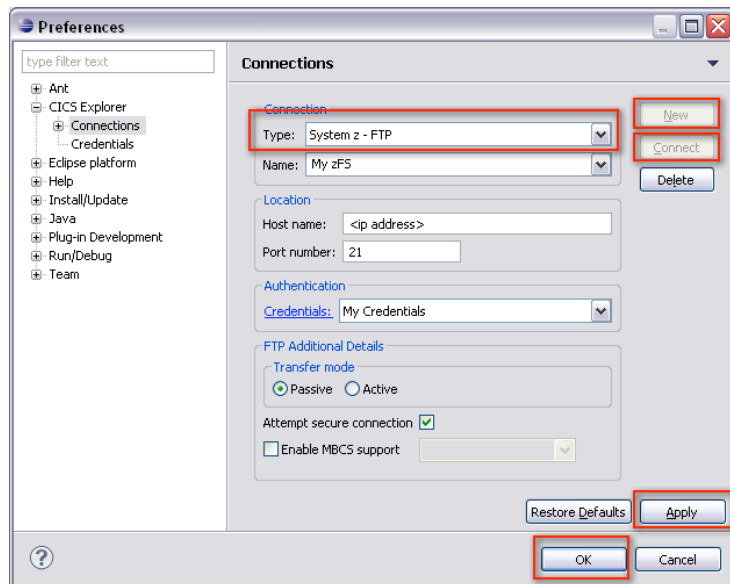 Preferences
type filter text
Ant
CICS Explorer
Connections
Credentials
Eclipse platform
Help
Install/Update
Java
Plug-in Development
Run/Debug
Team
Connections
Connection
Type: System z - FTP
Name: My zFS
New
Connect
Delete
Location
Host name: <ip address>
Port number: 21
Authentication
Credentials: My Credentials
FTP Additional Details
Transfer mode
Passive Active
Attempt secure connection
Enable MBCS support
Restore Defaults Apply
? OK Cancel